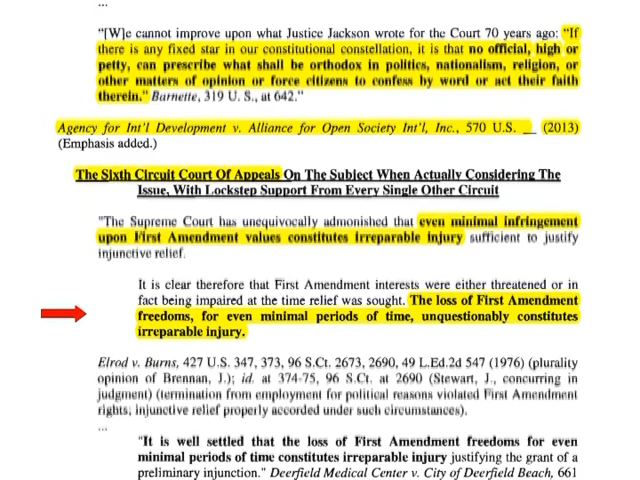 ...
"[W]e cannot improve upon what Justice Jackson wrote for the Court 70 years ago: "If
there is any fixed star in our constitutional constellation, it is that no official, high or
petty, can prescribe what shall be orthodox in politics, nationalism, religion, or
other matters of opinion or force citizens to confess by word or act their faith
therein." Barnette, 319 U. S., at 642."
Agency for Int'l Development v. Alliance for Open Society Int'l, Inc., 570 U.S. __ (2013)
(Emphasis added.)
The Sixth Circuit Court Of Appeals On The Subject When Actually Considering The
Issue, With Lockstep Support From Every Single Other Circuit
"The Supreme Court has unequivocally admonished that even minimal infringement
upon First Amendment values constitutes irreparable injury sufficient to justify
injunctive relief.
It is clear therefore that First Amendment interests were either threatened or in
fact being impaired at the time relief was sought. The loss of First Amendment
freedoms, for even minimal periods of time, unquestionably constitutes
irreparable injury.
Elrod v. Burns, 427 U.S. 347, 373, 96 S.Ct. 2673, 2690, 49 L.Ed.2d 547 (1976) (plurality
opinion of Brennan, J.); id. at 374-75, 96 S.Ct. at 2690 (Stewart, J., concurring in
judgment) (termination from employment for political reasons violated First Amendment
rights; injunctive relief properly accorded under such circumstances).
...
"It is well settled that the loss of First Amendment freedoms for even
minimal periods of time constitutes irreparable injury justifying the grant of a
preliminary injunction." Deerfield Medical Center v. City of Deerfield Beach, 661